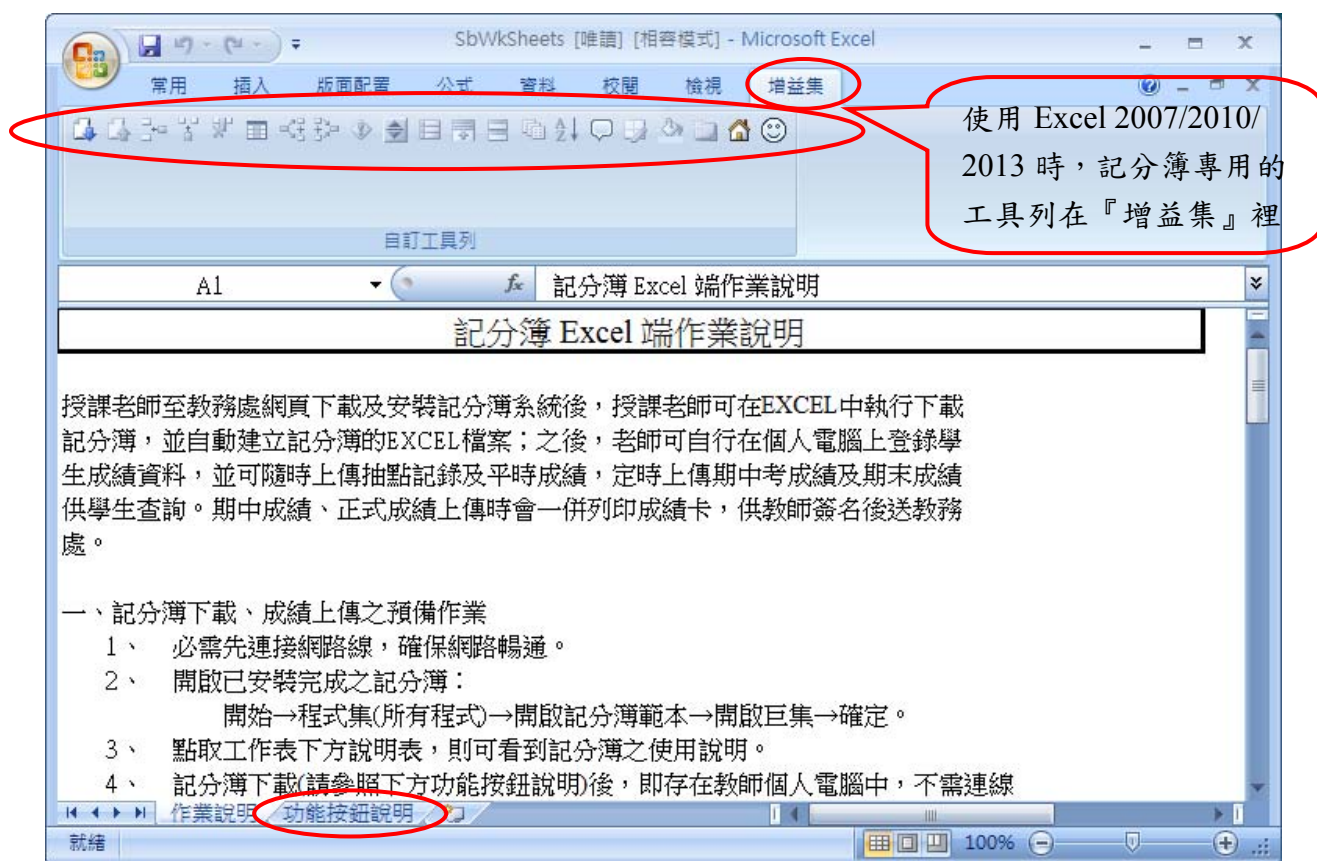 SbWkSheets [唯讀] [相容模式] - Microsoft Excel
常用 插入 版面配置 公式 資料 校閱 檢視 增益集
使用 Excel 2007/2010/
2013 時，記分簿專用的
工具列在『增益集』裡
自訂工具列
A1 fx 記分簿 Excel 端作業說明
記分簿 Excel 端作業說明
授課老師至教務處網頁下載及安裝記分簿系統後，授課老師可在EXCEL中執行下載
記分簿，並自動建立記分簿的EXCEL檔案；之後，老師可自行在個人電腦上登錄學
生成績資料，並可隨時上傳抽點記錄及平時成績，定時上傳期中考成績及期末成績
供學生查詢。期中成績、正式成績上傳時會一併列印成績卡，供教師簽名後送教務
處。
一、記分簿下載、成績上傳之預備作業
1、 必需先連接網路線，確保網路暢通。
2、 開啟已安裝完成之記分簿：
開始→程式集(所有程式)→開啟記分簿範本→開啟巨集→確定。
3、 點取工作表下方說明表，則可看到記分簿之使用說明。
4、 記分簿下載(請參照下方功能按鈕說明)後，即存在教師個人電腦中，不需連線
作業說明 功能按鈕說明
就緒 100%